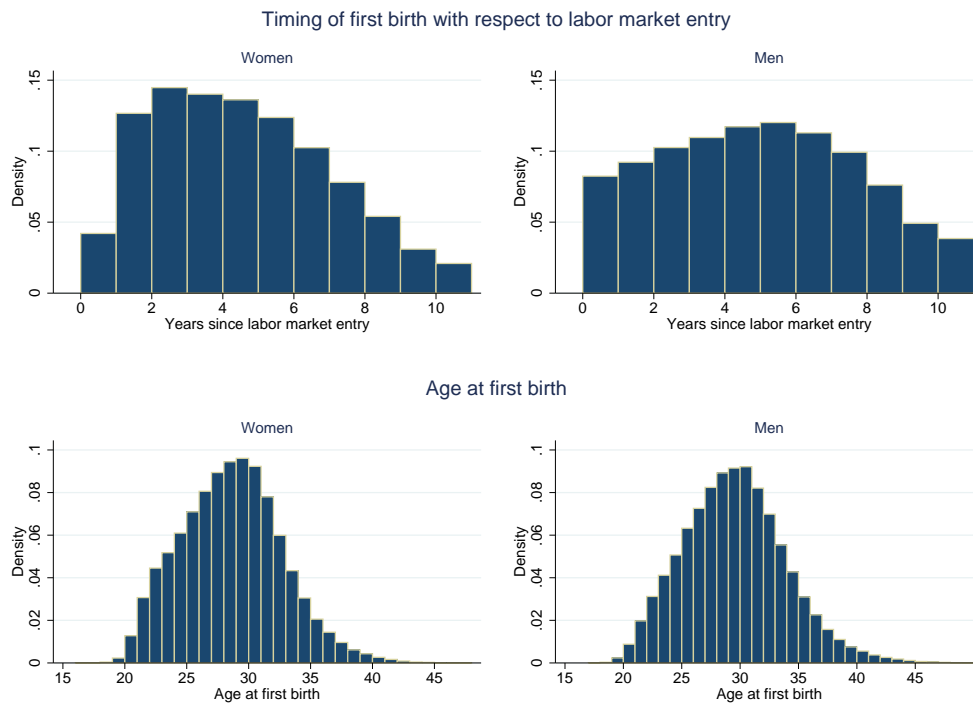 Timing of first birth with respect to labor market entry
Women
Men
.15
.1
.05
0
Density
0 2 4 6 8 10
Years since labor market entry
.15
.1
.05
0
Density
0 2 4 6 8 10
Years since labor market entry
Age at first birth
Women
Men
.1
.08
.06
.04
.02
0
Density
15 20 25 30 35 40 45
Age at first birth
.1
.08
.06
.04
.02
0
Density
15 20 25 30 35 40 45
Age at first birth